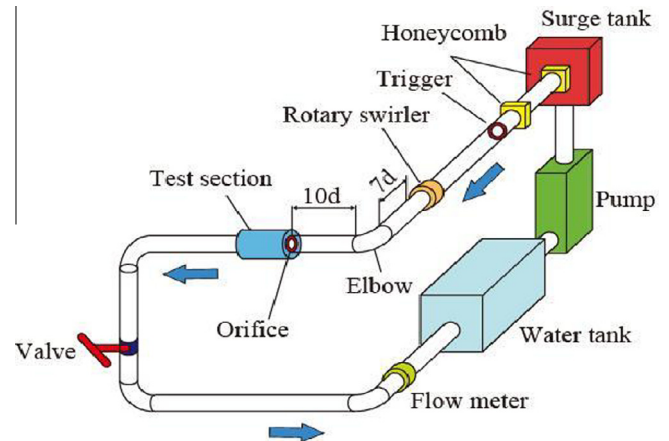 Surge tank
Honeycomb
Trigger
Rotary swirler
Test section
10d
7d
Pump
Elbow
Orifice
Water tank
Valve
Flow meter